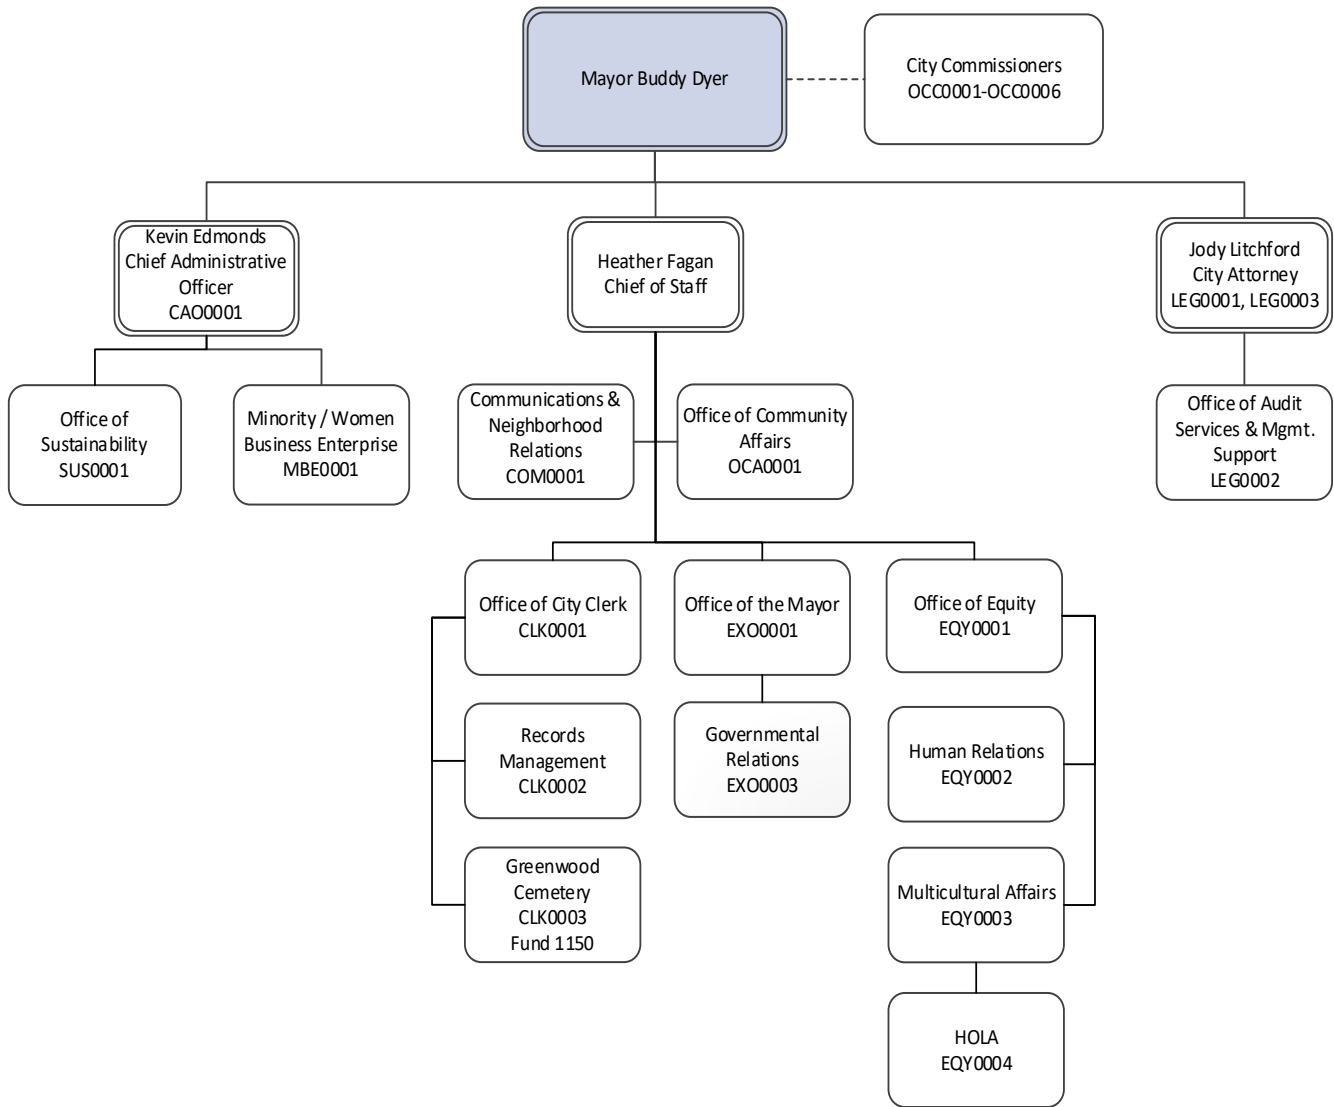 Mayor Buddy Dyer
City Commissioners
OCC0001-OCC0006
Kevin Edmonds
Chief Administrative
Officer
CAO0001
Heather Fagan
Chief of Staff
Jody Litchford
City Attorney
LEG0001, LEG0003
Office of
Sustainability
SUS0001
Minority / Women
Business Enterprise
MBE0001
Communications &
Neighborhood
Relations
COM0001
Office of Community
Affairs
OCA0001
Office of Audit
Services & Mgmt.
Support
LEG0002
Office of City Clerk
CLK0001
Office of the Mayor
EXO0001
Office of Equity
EQY0001
Records
Management
CLK0002
Governmental
Relations
EXO0003
Human Relations
EQY0002
Greenwood
Cemetery
CLK0003
Fund 1150
Multicultural Affairs
EQY0003
HOLA
EQY0004